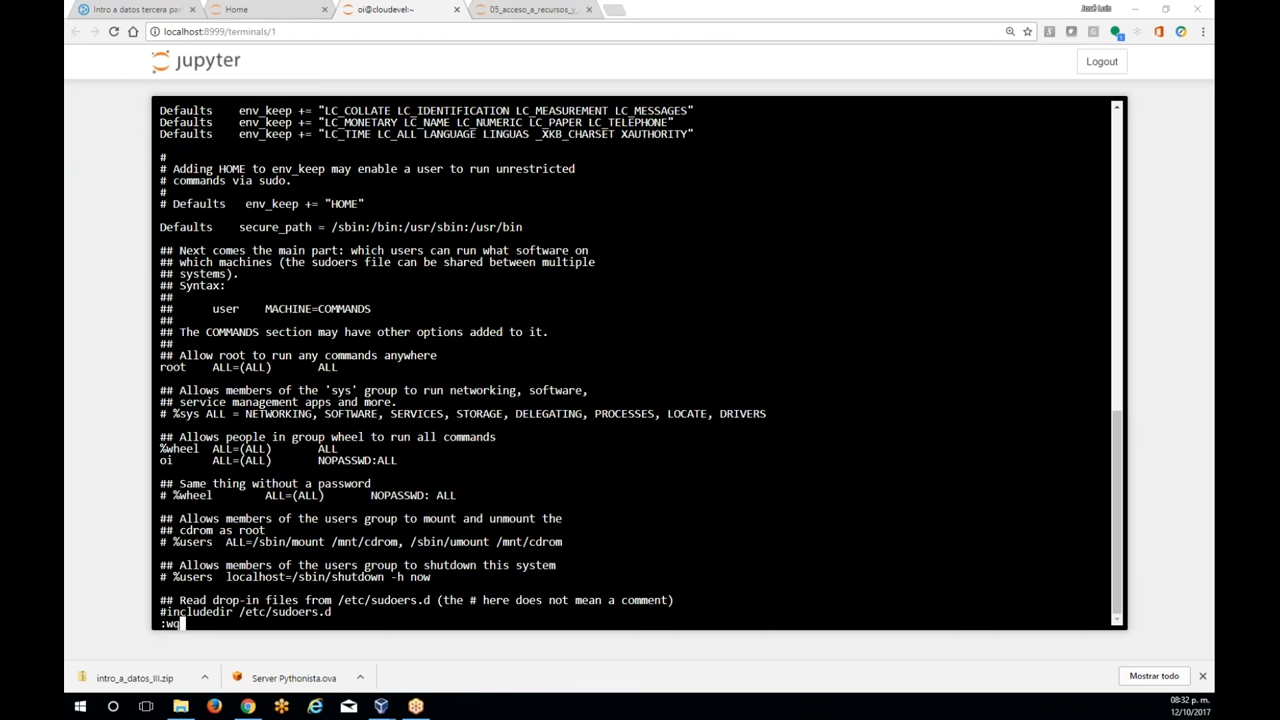 Intro a datos tercera par
Home
oi@cloudevel:~
05_acceso_a_recursos_y_
José Luis
localhost:8999/terminals/1
jupyter
Logout
Defaults    env_keep += "LC_COLLATE LC_IDENTIFICATION LC_MEASUREMENT LC_MESSAGES"
Defaults    env_keep += "LC_MONETARY LC_NAME LC_NUMERIC LC_PAPER LC_TELEPHONE"
Defaults    env_keep += "LC_TIME LC_ALL LANGUAGE LINGUAS _XKB_CHARSET XAUTHORITY"
#
# Adding HOME to env_keep may enable a user to run unrestricted
# commands via sudo.
#
# Defaults   env_keep += "HOME"
Defaults    secure_path = /sbin:/bin:/usr/sbin:/usr/bin
## Next comes the main part: which users can run what software on
## which machines (the sudoers file can be shared between multiple
## systems).
## Syntax:
##
##      user    MACHINE=COMMANDS
##
## The COMMANDS section may have other options added to it.
##
## Allow root to run any commands anywhere
root    ALL=(ALL)       ALL
## Allows members of the 'sys' group to run networking, software,
## service management apps and more.
# %sys ALL = NETWORKING, SOFTWARE, SERVICES, STORAGE, DELEGATING, PROCESSES, LOCATE, DRIVERS
## Allows people in group wheel to run all commands
%wheel  ALL=(ALL)       ALL
oi      ALL=(ALL)       NOPASSWD:ALL
## Same thing without a password
# %wheel        ALL=(ALL)       NOPASSWD: ALL
## Allows members of the users group to mount and unmount the
## cdrom as root
# %users  ALL=/sbin/mount /mnt/cdrom, /sbin/umount /mnt/cdrom
## Allows members of the users group to shutdown this system
# %users  localhost=/sbin/shutdown -h now
## Read drop-in files from /etc/sudoers.d (the # here does not mean a comment)
#includedir /etc/sudoers.d
:wq
intro_a_datos_III.zip
Server Pythonista.ova
Mostrar todo
08:32 p. m.
12/10/2017